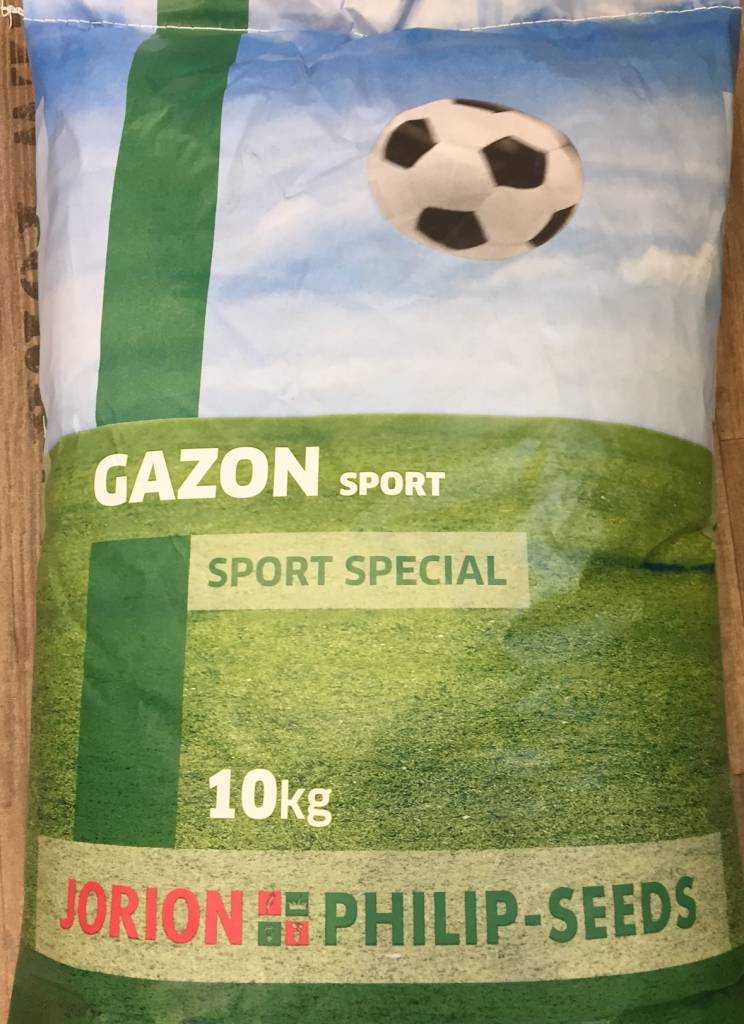 GAZON SPORT
SPORT SPECIAL
10kg
JORION PHILIP-SEEDS